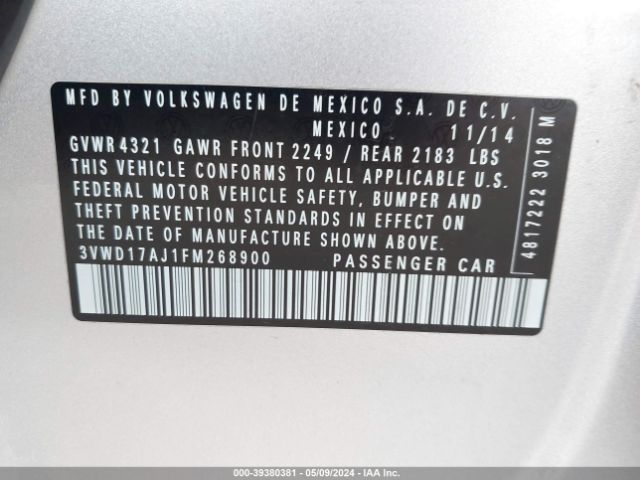 MFD BY VOLKSWAGEN DE MEXICO S.A. DE C.V.
MEXICO 11/14
GVWR 4321 GAWR FRONT 2249 / REAR 2183 LBS
THIS VEHICLE CONFORMS TO ALL APPLICABLE U.S.
FEDERAL MOTOR VEHICLE SAFETY, BUMPER AND
THEFT PREVENTION STANDARDS IN EFFECT ON
THE DATE OF MANUFACTURE SHOWN ABOVE.
3VWD17AJ1FM268900 PASSENGER CAR
4817222 3018 M
000-39380381 - 05/09/2024 - IAA Inc.